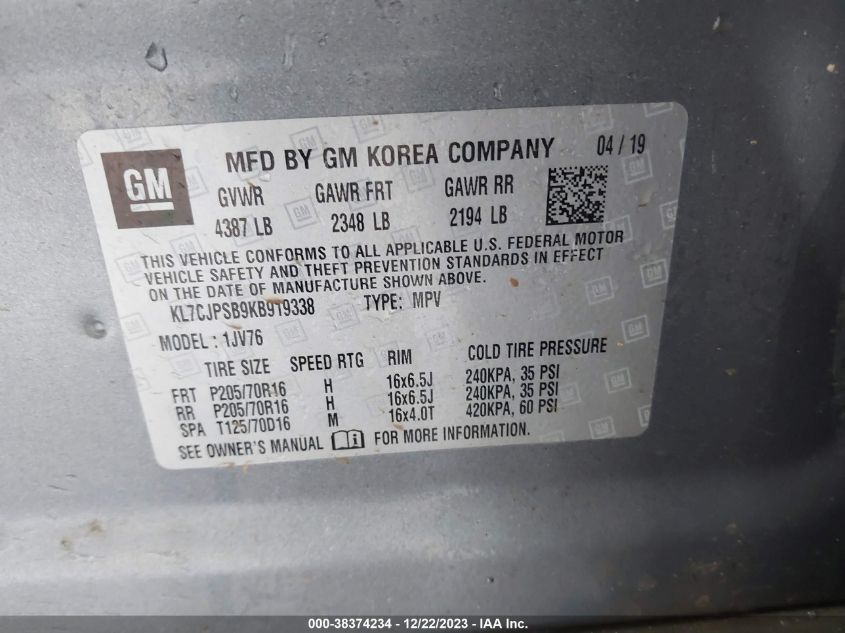 GM
MFD BY GM KOREA COMPANY 04 / 19
GVWR GAWR FRT GAWR RR
4387 LB 2348 LB 2194 LB
THIS VEHICLE CONFORMS TO ALL APPLICABLE U.S. FEDERAL MOTOR
VEHICLE SAFETY AND THEFT PREVENTION STANDARDS IN EFFECT
ON THE DATE OF MANUFACTURE SHOWN ABOVE.
KL7CJPSB9KB919338 TYPE: MPV
MODEL : 1JV76
TIRE SIZE SPEED RTG RIM COLD TIRE PRESSURE
FRT P205/70R16 H 16x6.5J 240KPA, 35 PSI
RR P205/70R16 H 16x6.5J 240KPA, 35 PSI
SPA T125/70D16 M 16x4.0T 420KPA, 60 PSI
SEE OWNER'S MANUAL i FOR MORE INFORMATION.
000-38374234 - 12/22/2023 - IAA Inc.